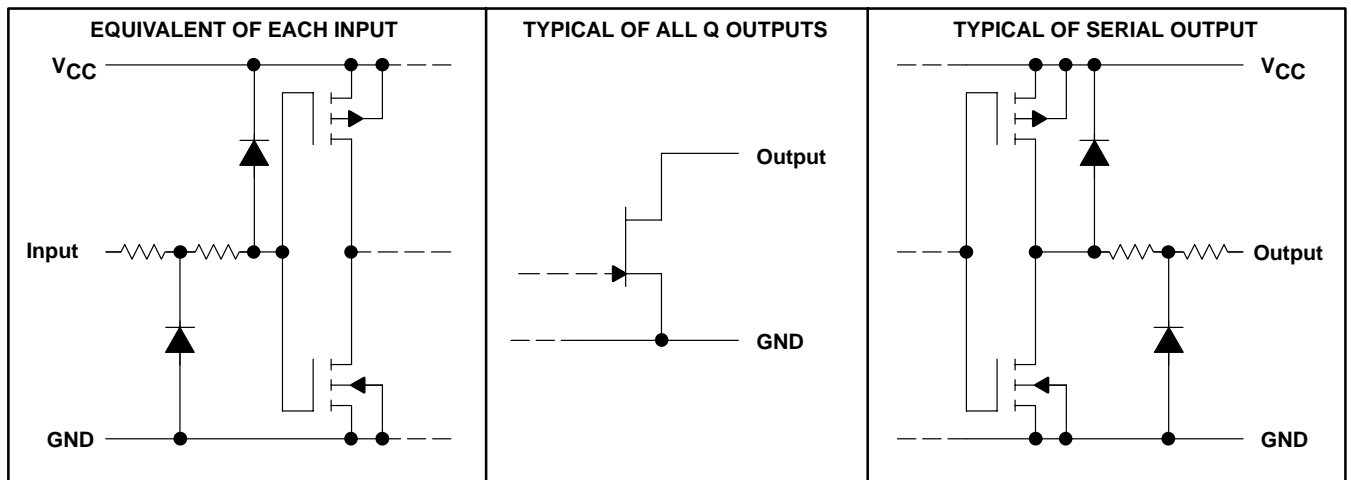 EQUIVALENT OF EACH INPUT
VCC
Input
GND
TYPICAL OF ALL Q OUTPUTS
Output
GND
TYPICAL OF SERIAL OUTPUT
VCC
Output
GND